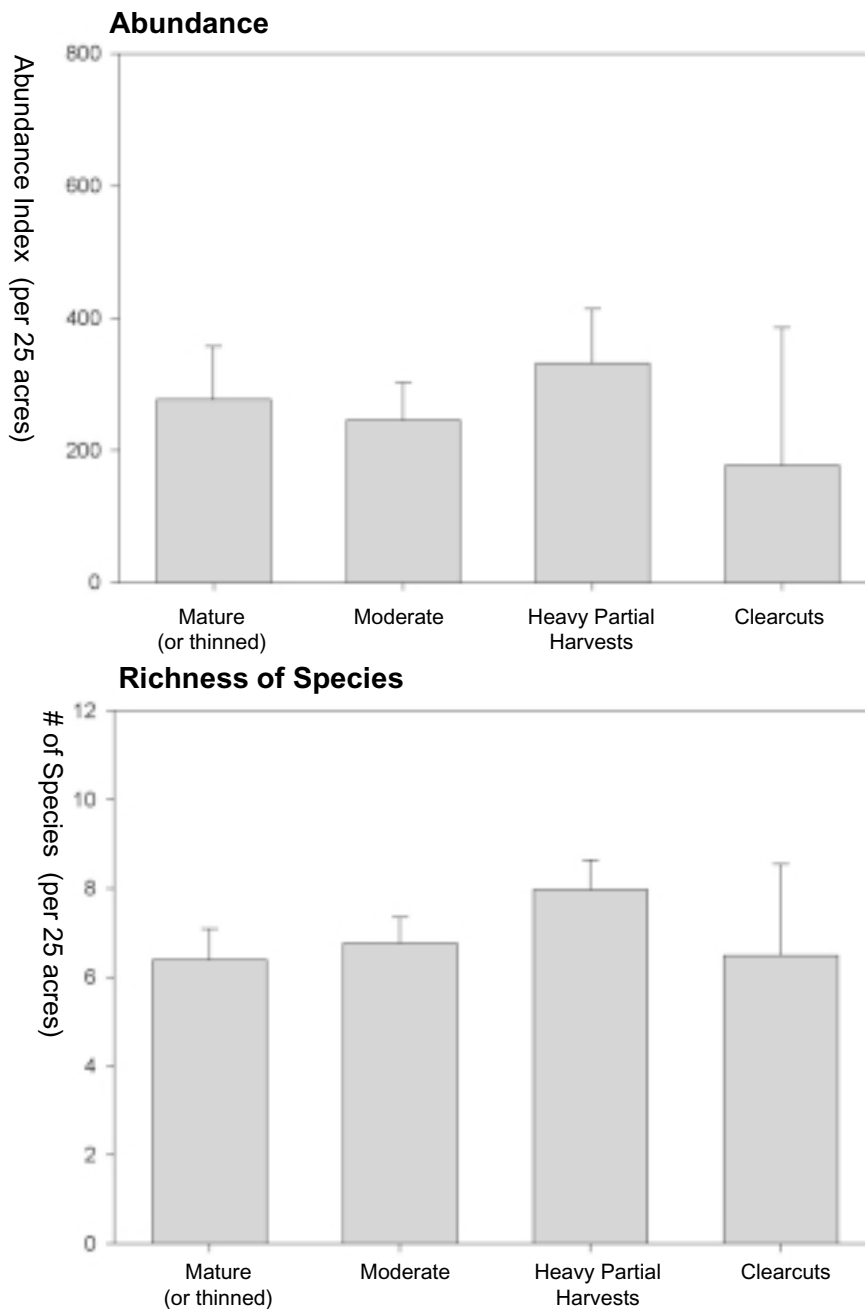 Abundance
Abundance Index (per 25 acres)
800
600
400
200
0
Mature
(or thinned)
Moderate
Heavy Partial
Harvests
Clearcuts
Richness of Species
# of Species (per 25 acres)
12
10
8
6
4
2
0
Mature
(or thinned)
Moderate
Heavy Partial
Harvests
Clearcuts